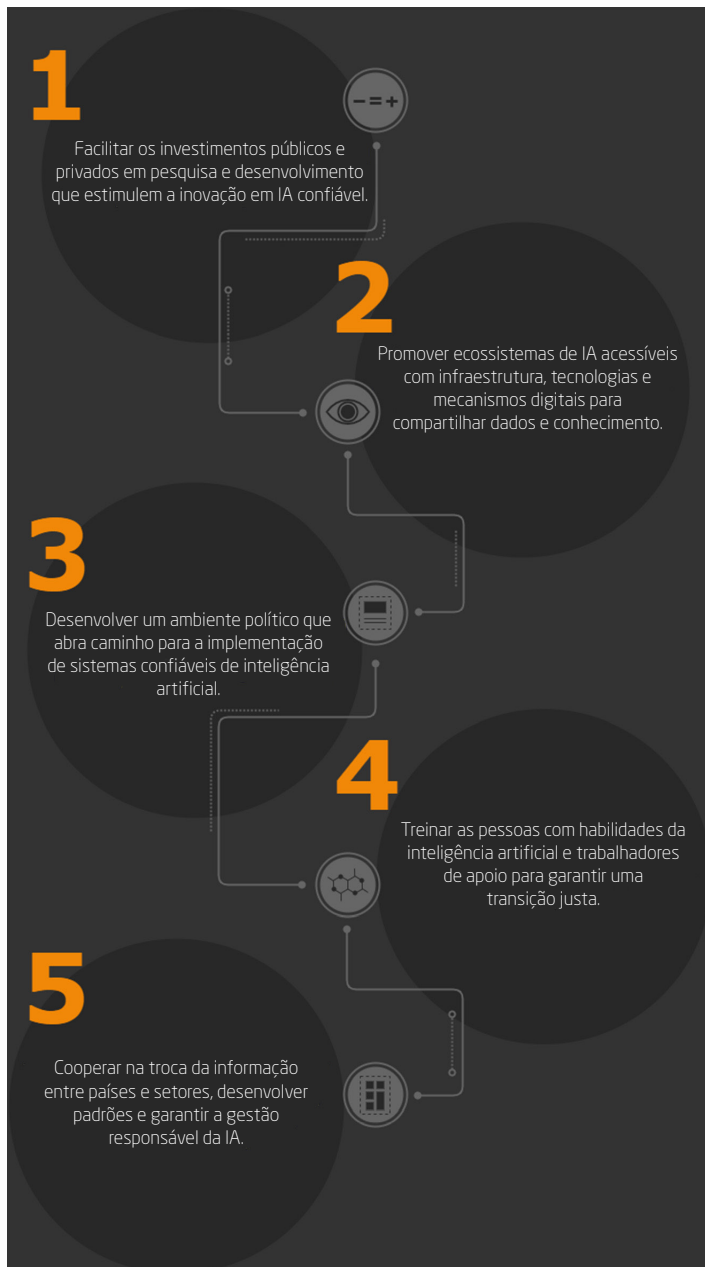 1
Facilitar os investimentos públicos e
privados em pesquisa e desenvolvimento
que estimulem a inovação em IA confiável.
2
Promover ecossistemas de IA acessíveis
com infraestrutura, tecnologias e
mecanismos digitais para
compartilhar dados e conhecimento.
3
Desenvolver um ambiente político que
abra caminho para a implementação
de sistemas confiáveis de inteligência
artificial.
4
Treinar as pessoas com habilidades da
inteligência artificial e trabalhadores
de apoio para garantir uma
transição justa.
5
Cooperar na troca da informação
entre países e setores, desenvolver
padrões e garantir a gestão
responsável da IA.